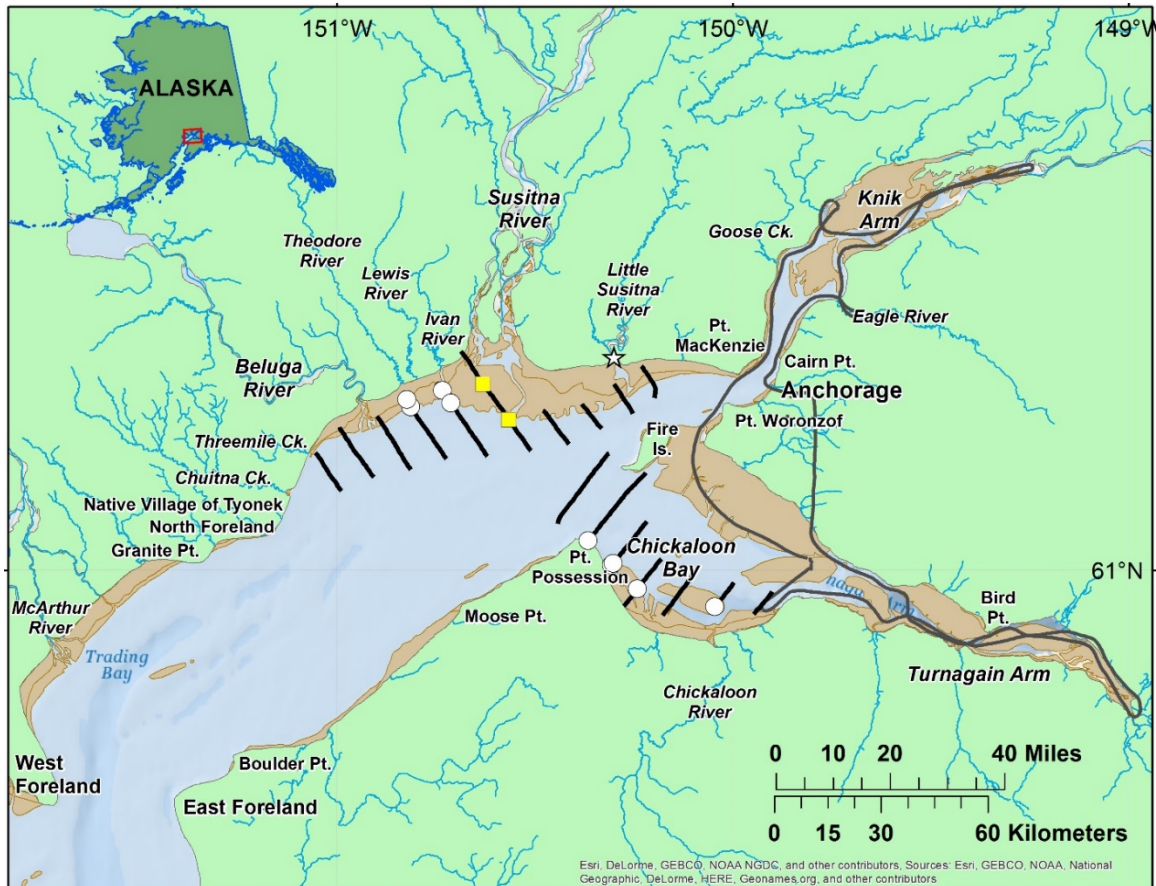 151°W
150°W
149°W
ALASKA
Susitna
River
Knik
Arm
Goose Ck.
Theodore
River
Lewis
River
Little
Susitna
River
Ivan
River
Eagle River
Pt.
MacKenzie
Cairn Pt.
Beluga
River
Anchorage
Pt. Woronzof
Threemile Ck.
Fire
Is.
Chuitna Ck.
Native Village of Tyonek
North Foreland
Granite Pt.
Chickaloon
Bay
Pt.
Possession
61°N
McArthur
River
Moose Pt.
Bird
Pt.
Trading
Bay
Turnagain Arm
Chickaloon
River
West
Foreland
Boulder Pt.
East Foreland
0 10 20 40 Miles
0 15 30 60 Kilometers
Esri, DeLorme, GEBCO, NOAA NGDC, and other contributors, Sources: Esri, GEBCO, NOAA, National
Geographic, DeLorme, HERE, Geonames.org, and other contributors